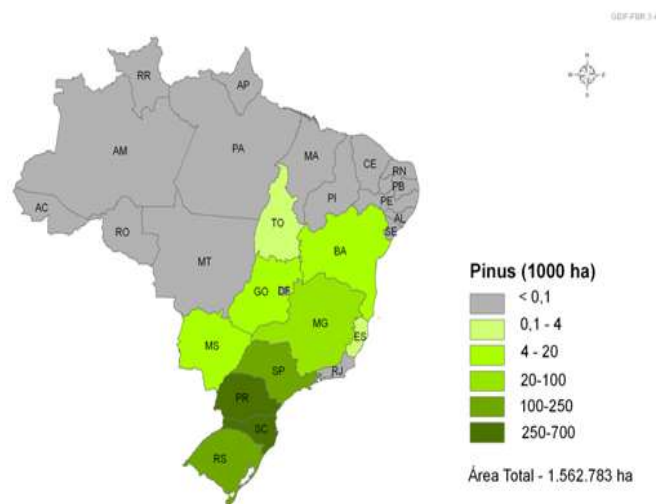 RR
AP
AM
PA
MA
CE
RN
PB
PE
AL
SE
PI
AC
RO
TO
BA
MT
GO
DF
MG
ES
MS
SP
RJ
PR
SC
RS
Pinus (1000 ha)
< 0,1
0,1 - 4
4 - 20
20-100
100-250
250-700
Área Total - 1.562.783 ha